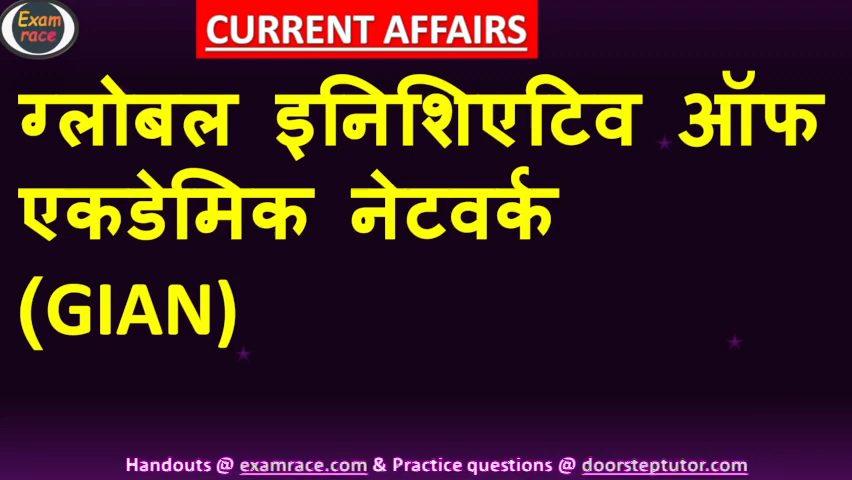 Exam
race
CURRENT AFFAIRS
ग्लोबल इनिशिएटिव ऑफ
एकडेमिक नेटवर्क
(GIAN)
Handouts @ examrace.com & Practice questions @ doorsteptutor.com